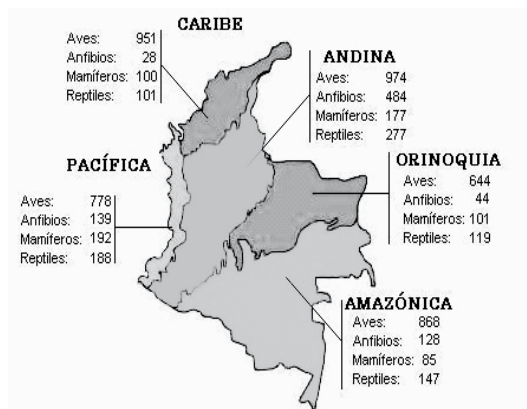 CARIBE
Aves: 951
Anfibios: 28
Mamíferos: 100
Reptiles: 101
ANDINA
Aves: 974
Anfibios: 484
Mamíferos: 177
Reptiles: 277
PACÍFICA
Aves: 778
Anfibios: 139
Mamíferos: 192
Reptiles: 188
ORINOQUIA
Aves: 644
Anfibios: 44
Mamíferos: 101
Reptiles: 119
AMAZÓNICA
Aves: 868
Anfibios: 128
Mamíferos: 85
Reptiles: 147